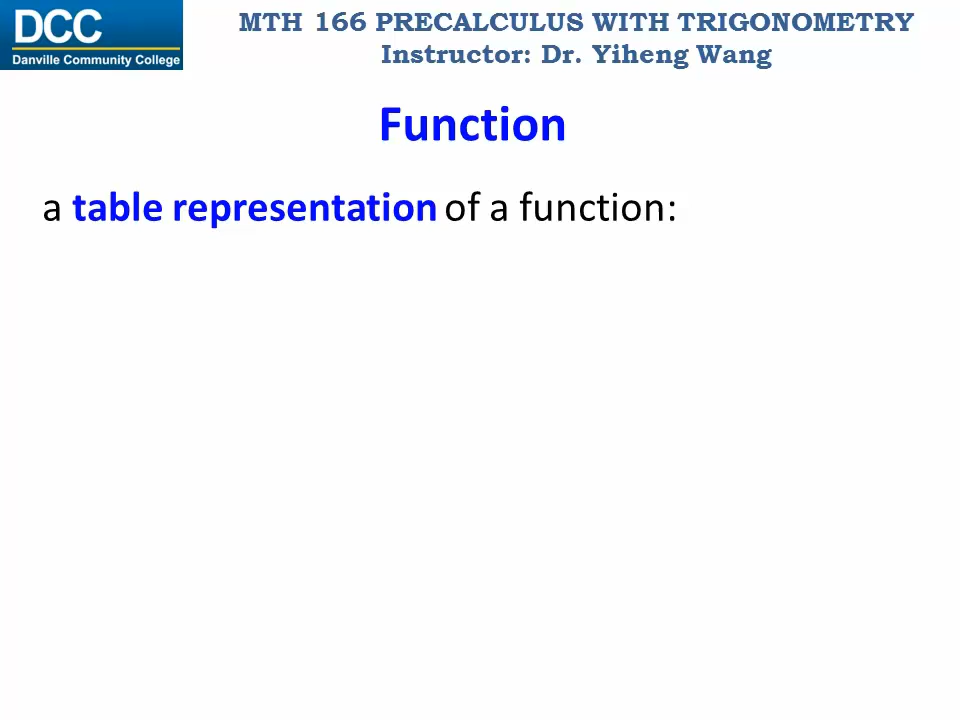 DCC
Danville Community College
MTH 166 PRECALCULUS WITH TRIGONOMETRY
Instructor: Dr. Yiheng Wang
Function
a table representation of a function: